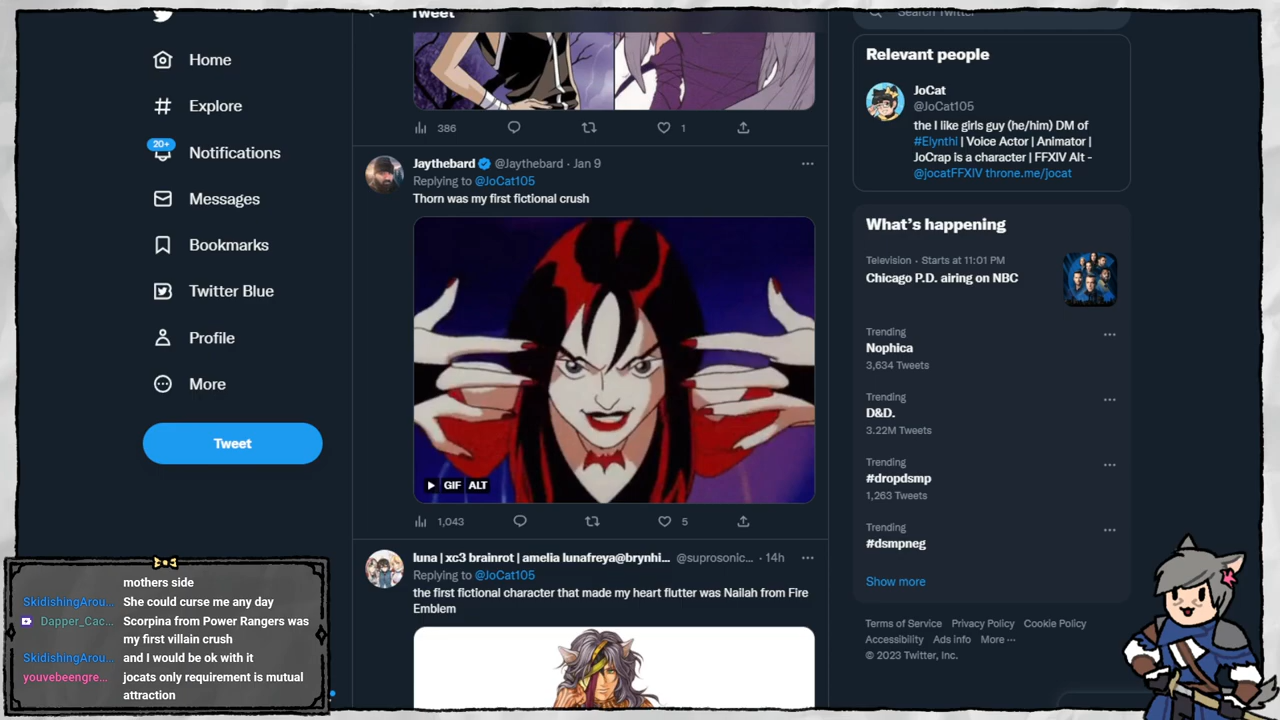 Home
Explore
20+
Notifications
Messages
Bookmarks
Twitter Blue
Profile
More
Tweet
Tweet
386
1
Jaythebard @Jaythebard · Jan 9
Replying to @JoCat105
Thorn was my first fictional crush
GIF ALT
1,043
5
luna | xc3 brainrot | amelia lunafreya@brynhi... @suprosonic... · 14h
Replying to @JoCat105
the first fictional character that made my heart flutter was Nailah from Fire
Emblem
Search Twitter
Relevant people
JoCat
@JoCat105
the I like girls guy (he/him) DM of
#Elynthi | Voice Actor | Animator |
JoCrap is a character | FFXIV Alt -
@jocatFFXIV throne.me/jocat
What's happening
Television · Starts at 11:01 PM
Chicago P.D. airing on NBC
Trending
Nophica
3,634 Tweets
Trending
D&D.
3.22M Tweets
Trending
#dropdsmp
1,263 Tweets
Trending
#dsmpneg
Show more
Terms of Service Privacy Policy Cookie Policy
Accessibility Ads info More ···
© 2023 Twitter, Inc.
mothers side
SkidishingArou... She could curse me any day
Dapper_Cac... Scorpina from Power Rangers was
my first villain crush
SkidishingArou... and I would be ok with it
youvebeengre... jocats only requirement is mutual
attraction